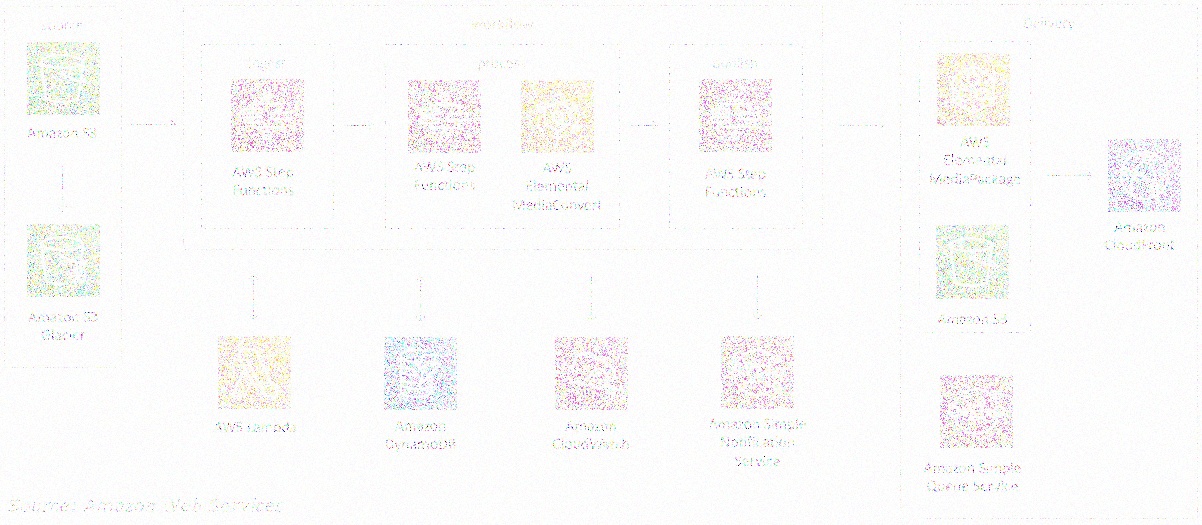 source
Amazon S3
Amazon S3
Glacier
workflow
ingest
AWS Step
Functions
process
AWS Step
Functions
AWS
Elemental
MediaConvert
publish
AWS Step
Functions
AWS Lambda
Amazon
DynamoDB
Amazon
CloudWatch
Amazon Simple
Notification
Service
Delivery
AWS
Elemental
MediaPackage
Amazon S3
Amazon Simple
Queue Service
Amazon
CloudFront
Source: Amazon Web Services